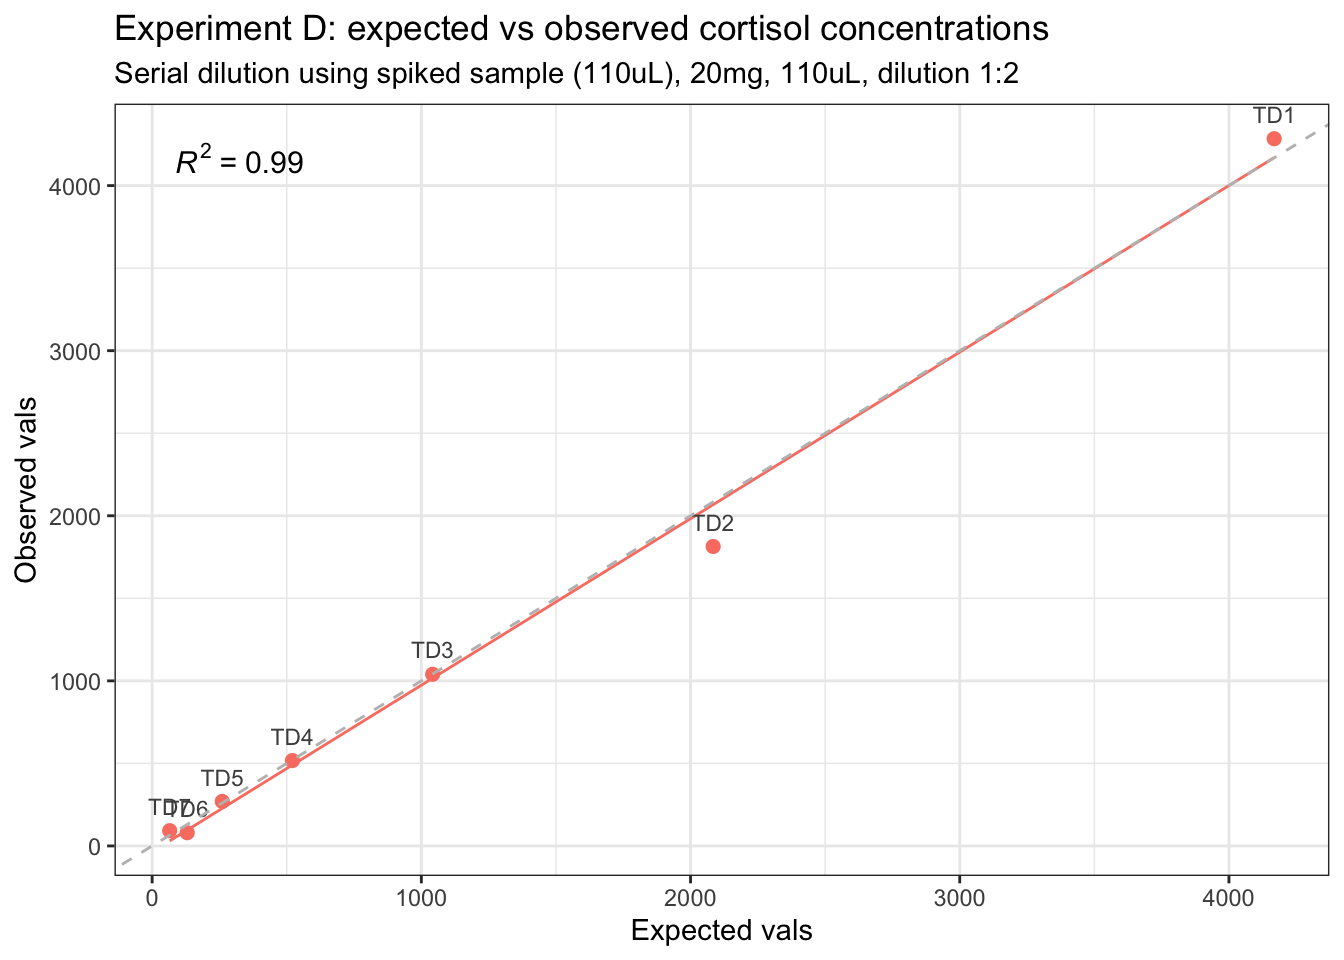 Experiment D: expected vs observed cortisol concentrations
Serial dilution using spiked sample (110uL), 20mg, 110uL, dilution 1:2
R² = 0.99
TD1
TD2
TD3
TD4
TD5
TD7
TD6
4000
3000
2000
1000
0
Observed vals
0
1000
2000
3000
4000
Expected vals